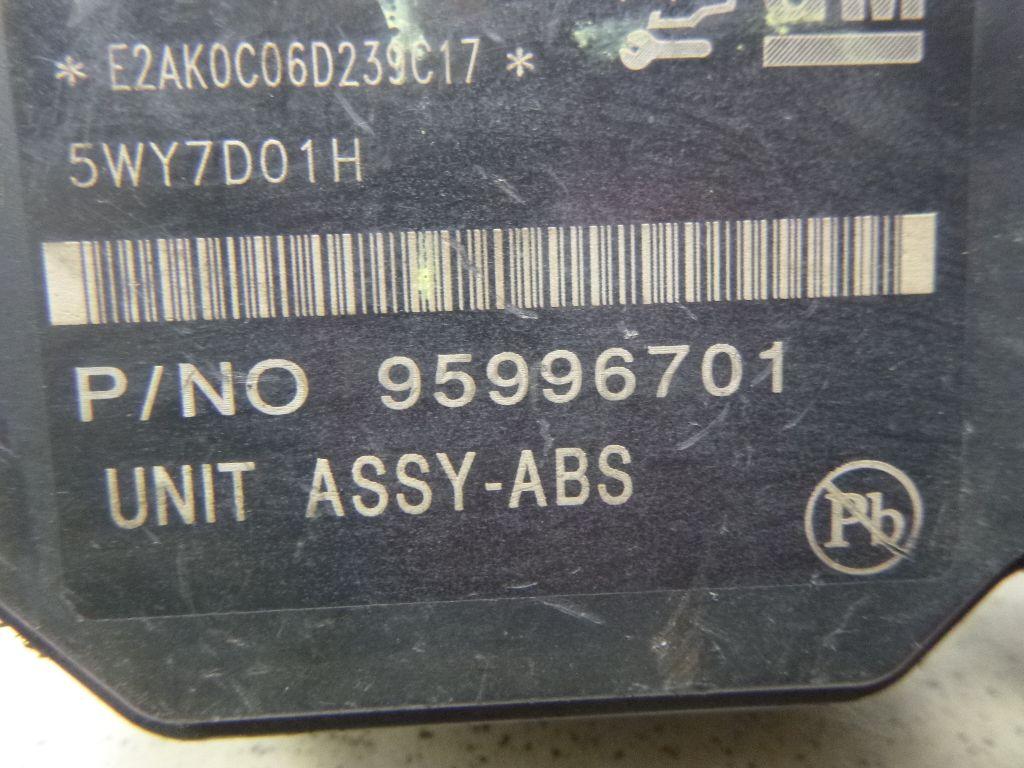 * E2AK0C06D239C17 *
5WY7D01H
P/NO 95996701
UNIT ASSY-ABS
Pb